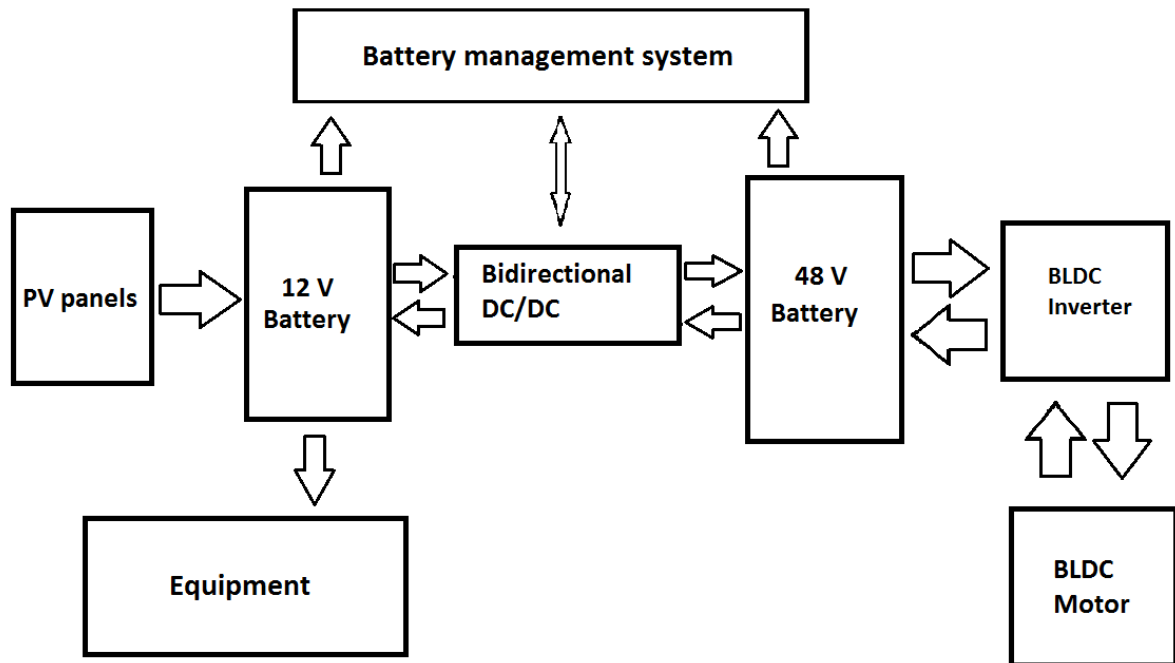 Battery management system
PV panels
12 V
Battery
Bidirectional
DC/DC
48 V
Battery
BLDC
Inverter
Equipment
BLDC
Motor